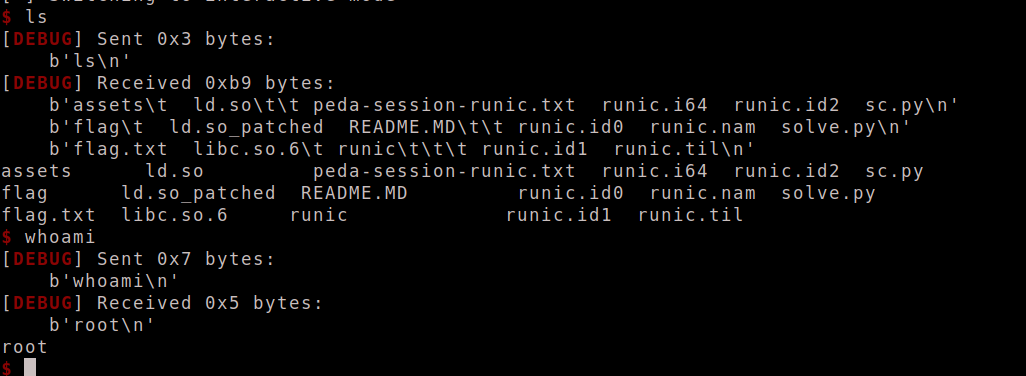 $ ls
[DEBUG] Sent 0x3 bytes:
    b'ls\n'
[DEBUG] Received 0xb9 bytes:
    b'assets\t  ld.so\t\t peda-session-runic.txt  runic.i64  runic.id2  sc.py\n'
    b'flag\t  ld.so_patched  README.MD\t\t runic.id0  runic.nam  solve.py\n'
    b'flag.txt  libc.so.6\t runic\t\t\t runic.id1  runic.til\n'
assets      ld.so          peda-session-runic.txt  runic.i64  runic.id2  sc.py
flag      ld.so_patched  README.MD         runic.id0  runic.nam  solve.py
flag.txt  libc.so.6     runic             runic.id1  runic.til
$ whoami
[DEBUG] Sent 0x7 bytes:
    b'whoami\n'
[DEBUG] Received 0x5 bytes:
    b'root\n'
root
$